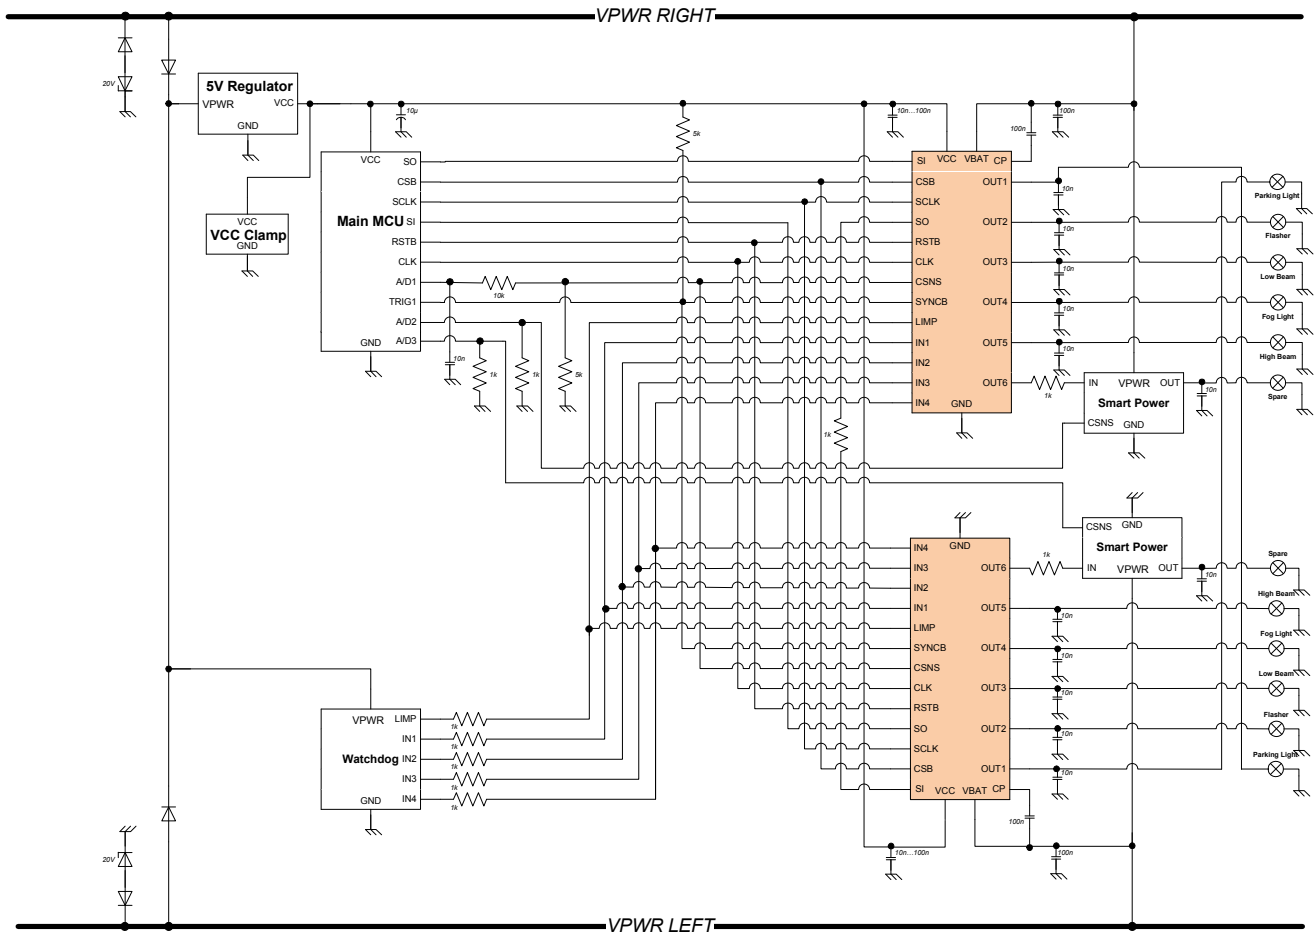 VPWR RIGHT
20V
5V Regulator
VPWR
VCC
GND
10µ
5k
10n...100n
100n
100n
VCC
VCC
VBAT
CP
SO
CSB
SCLK
Main MCU
SI
RSTB
CLK
A/D1
TRIG1
A/D2
A/D3
GND
VCC
VCC Clamp
GND
10k
10n
1k
1k
5k
SI
CSB
SCLK
SO
RSTB
CLK
CSNS
SYNCB
LIMP
IN1
IN2
IN3
IN4
GND
OUT1
OUT2
OUT3
OUT4
OUT5
OUT6
10n
10n
10n
10n
10n
1k
1k
Parking Light
Flasher
Low Beam
Fog Light
High Beam
Spare
IN
VPWR
OUT
Smart Power
CSNS
GND
10n
CSNS
GND
Smart Power
IN
VPWR
OUT
10n
1k
IN4
IN3
IN2
IN1
LIMP
SYNCB
CSNS
CLK
RSTB
SO
SCLK
CSB
SI
GND
OUT6
OUT5
OUT4
OUT3
OUT2
OUT1
VCC
VBAT
CP
10n
10n
10n
10n
10n
Spare
High Beam
Fog Light
Low Beam
Flasher
Parking Light
VPWR
LIMP
IN1
Watchdog
IN2
IN3
GND
IN4
1k
1k
1k
1k
1k
100n
10n...100n
100n
20V
VPWR LEFT